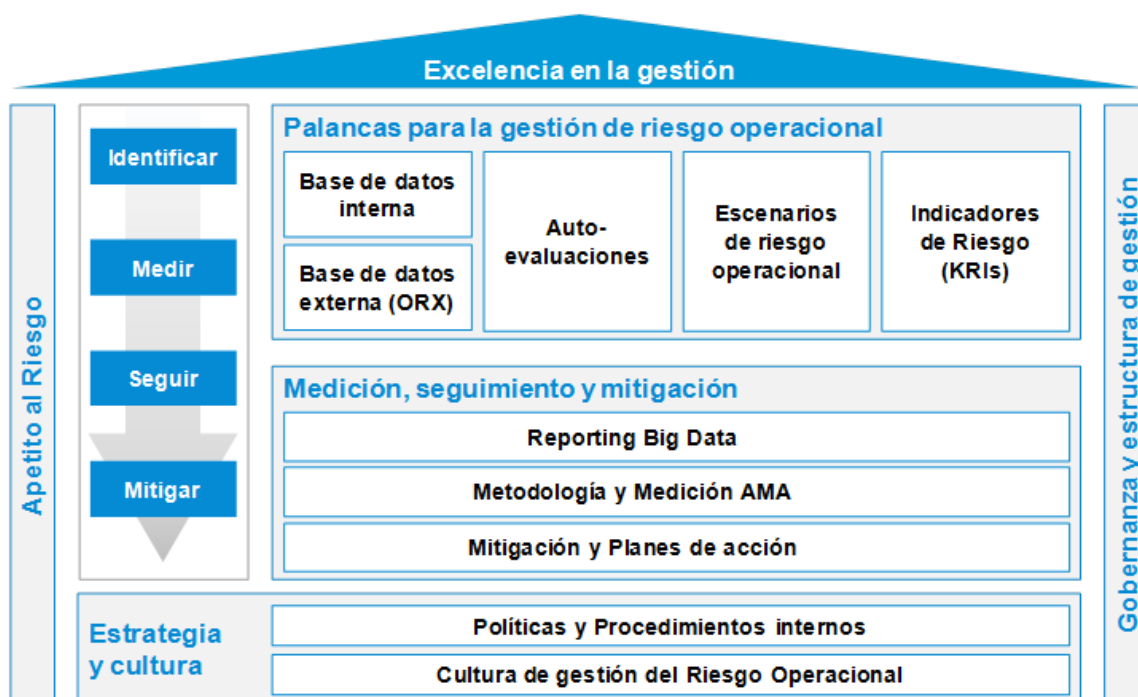 Excelencia en la gestión
Apetito al Riesgo
Identificar
Medir
Seguir
Mitigar
Palancas para la gestión de riesgo operacional
Base de datos
interna
Base de datos
externa (ORX)
Auto-
evaluaciones
Escenarios
de riesgo
operacional
Indicadores
de Riesgo
(KRIs)
Medición, seguimiento y mitigación
Reporting Big Data
Metodología y Medición AMA
Mitigación y Planes de acción
Estrategia
y cultura
Políticas y Procedimientos internos
Cultura de gestión del Riesgo Operacional
Gobernanza y estructura de gestión